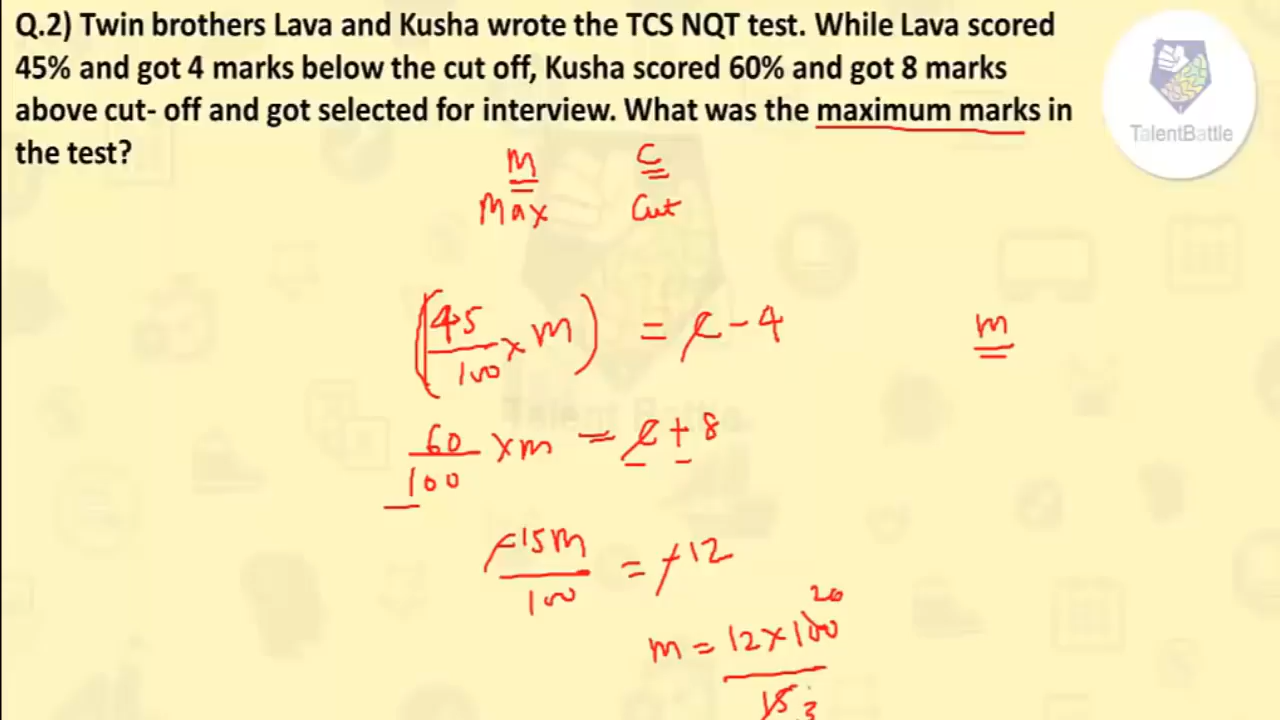 Q.2) Twin brothers Lava and Kusha wrote the TCS NQT test. While Lava scored
45% and got 4 marks below the cut off, Kusha scored 60% and got 8 marks
above cut- off and got selected for interview. What was the maximum marks in
the test?
TalentBattle
M C
Max Cut
(45/100 × m) = c - 4
m
Talent Battle
60/100 × m = c + 8
-15m/100 = -12
20
m = 12 × 100
15 3